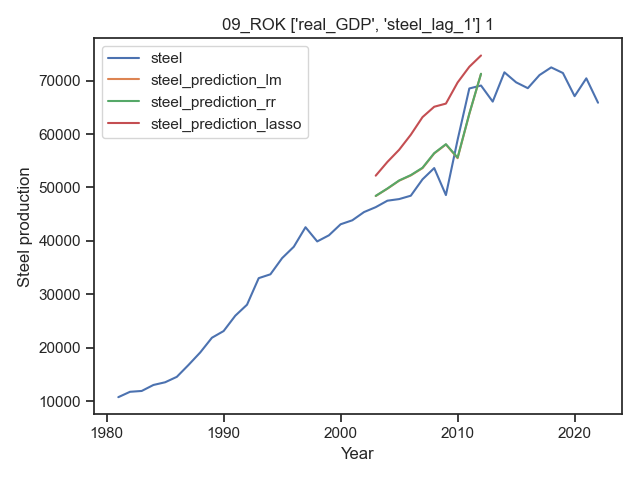 09_ROK ['real_GDP', 'steel_lag_1'] 1
steel
steel_prediction_lm
steel_prediction_rr
steel_prediction_lasso
Steel production
70000
60000
50000
40000
30000
20000
10000
1980 1990 2000 2010 2020
Year